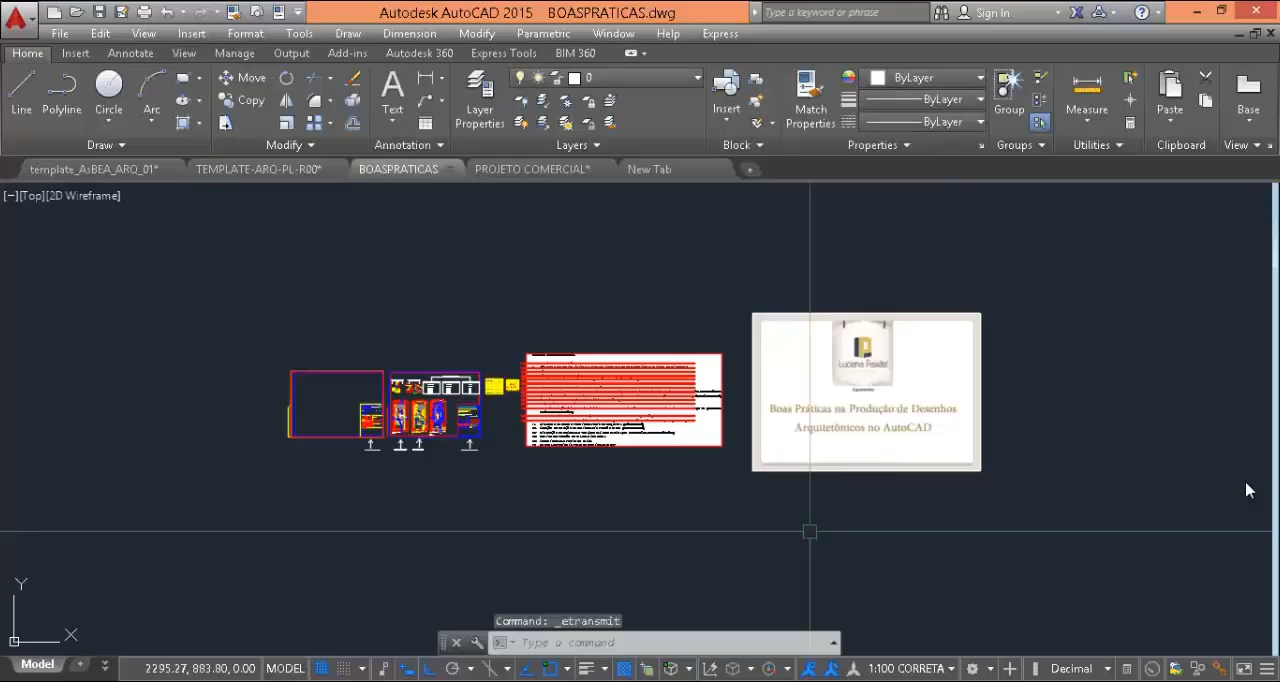 Autodesk AutoCAD 2015 BOASPRATICAS.dwg
Type a keyword or phrase
Sign In
File Edit View Insert Format Tools Draw Dimension Modify Parametric Window Help Express
Home Insert Annotate View Manage Output Add-ins Autodesk 360 Express Tools BIM 360
Line Polyline Circle Arc
Move
Copy
Text
Layer
Properties
0
Insert
Match
Properties
ByLayer
ByLayer
ByLayer
Group
Measure
Paste
Base
Draw Modify Annotation Layers Block Properties Groups Utilities Clipboard View
template_AsBEA_ARQ_01* TEMPLATE-ARQ-PL-R00* BOASPRATICAS PROJETO COMERCIAL* New Tab
[−][Top][2D Wireframe]
Boas Práticas na Produção de Desenhos
Arquitetônicos no AutoCAD
Y
X
Command: _etransmit
Type a command
Model
2295.27, 883.80, 0.00 MODEL 1:100 CORRETA Decimal